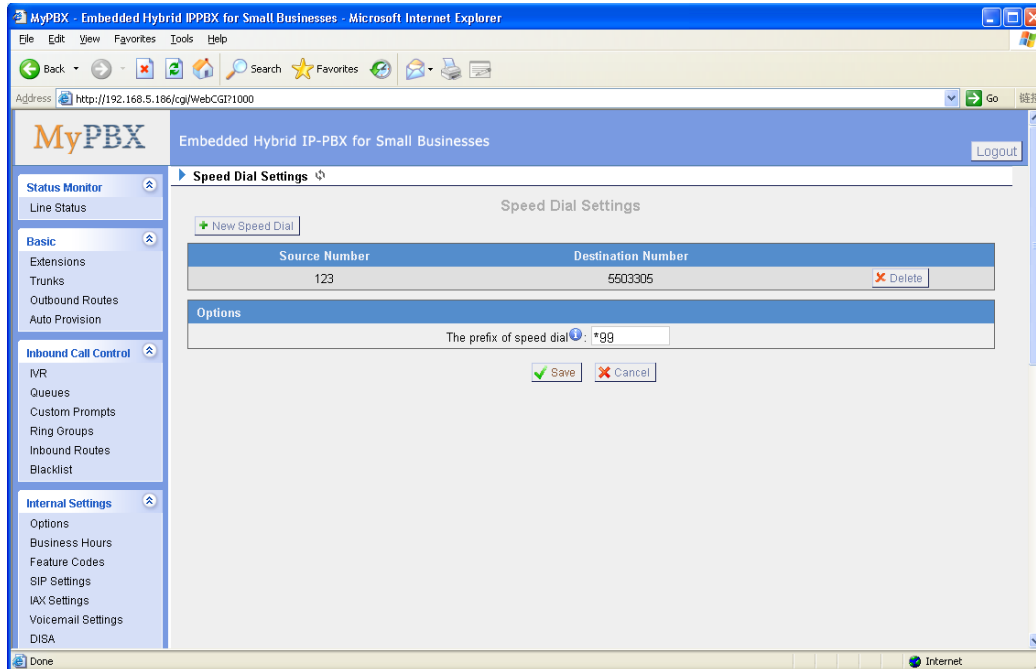 MyPBX - Embedded Hybrid IPPBX for Small Businesses - Microsoft Internet Explorer
File Edit View Favorites Tools Help
Back Search Favorites
Address http://192.168.5.186/cgi/WebCGI?1000 Go 链接
MyPBX
Embedded Hybrid IP-PBX for Small Businesses
Logout
Status Monitor
Line Status
Basic
Extensions
Trunks
Outbound Routes
Auto Provision
Inbound Call Control
IVR
Queues
Custom Prompts
Ring Groups
Inbound Routes
Blacklist
Internal Settings
Options
Business Hours
Feature Codes
SIP Settings
IAX Settings
Voicemail Settings
DISA
Speed Dial Settings
Speed Dial Settings
New Speed Dial
Source Number Destination Number
123 5503305 Delete
Options
The prefix of speed dial : *99
Save Cancel
Done Internet